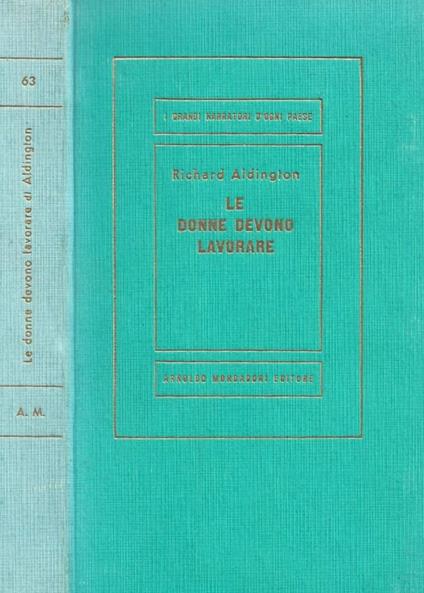 63
Le donne devono lavorare di Aldington
A. M.
I GRANDI NARRATORI D'OGNI PAESE
Richard Aldington
LE
DONNE DEVONO
LAVORARE
ARNOLDO MONDADORI EDITORE